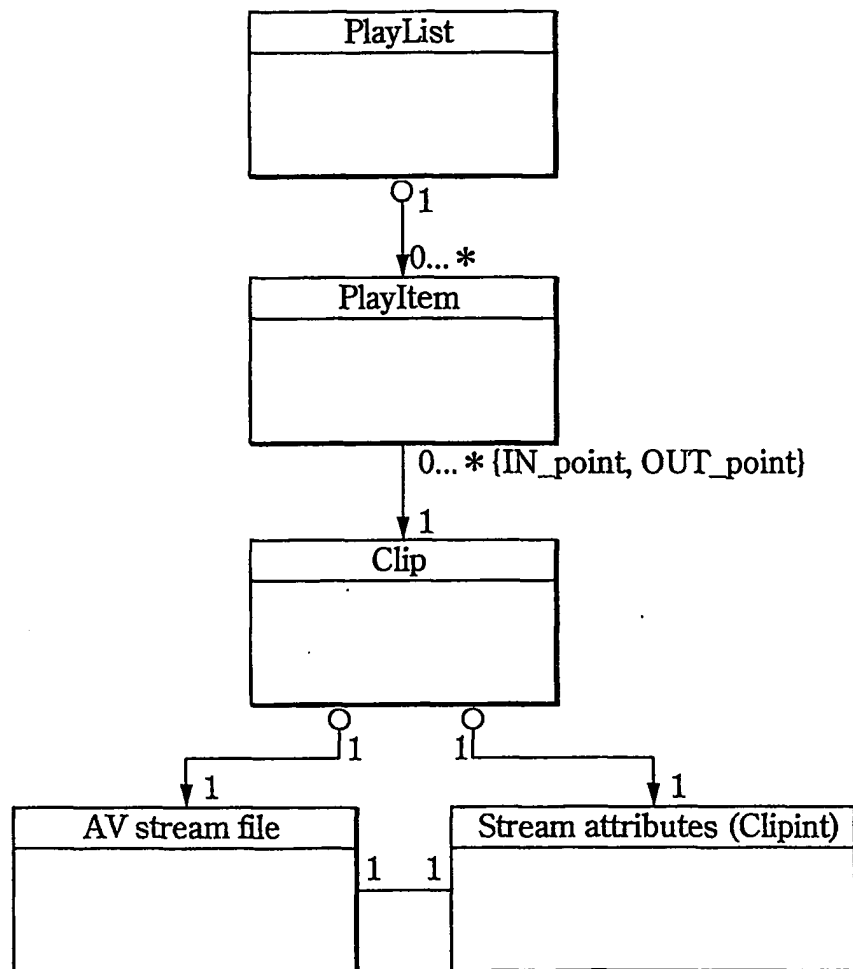 PlayList
1
0... *
PlayItem
0... * {IN_point, OUT_point}
1
Clip
1 1
1 1
AV stream file Stream attributes (Clipint)
1 1